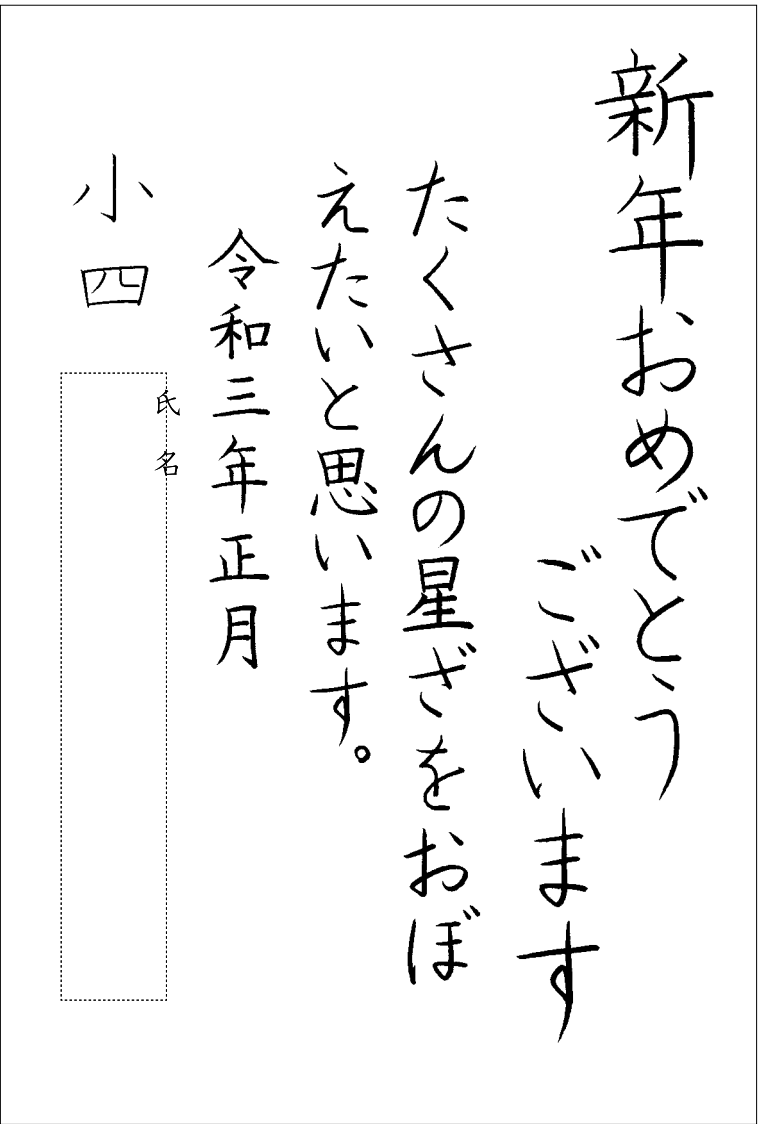 新年おめでとう
ございます
たくさんの星ざをおぼ
えたいと思います。
令和三年正月
小四
氏名